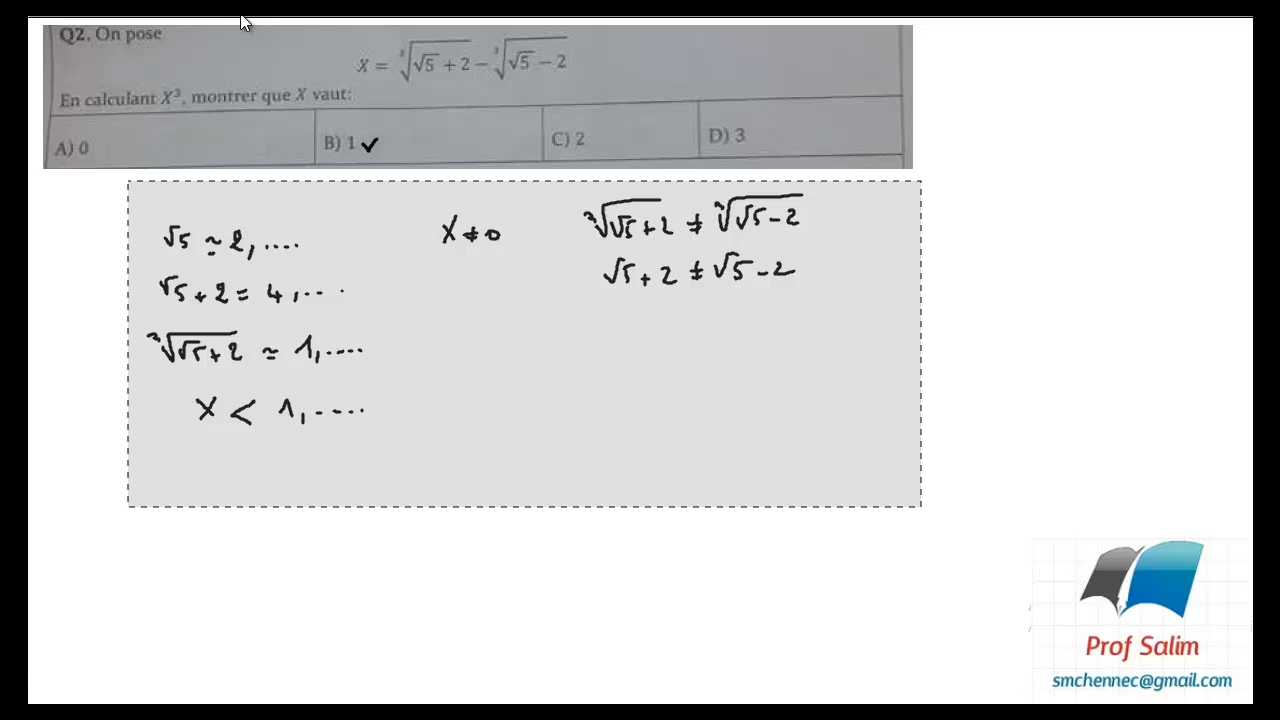 Q2. On pose
X = ∛(√5 + 2) − ∛(√5 − 2)
En calculant X³, montrer que X vaut:
A) 0 B) 1 ✓ C) 2 D) 3
√5 ≃ 2,.... X ≠ 0 ∛(√5+2) ≠ ∛(√5−2)
√5+2 = 4,.... √5+2 ≠ √5−2
∛(√5+2) ≃ 1,.....
X < 1,.....
Prof Salim
smchennec@gmail.com